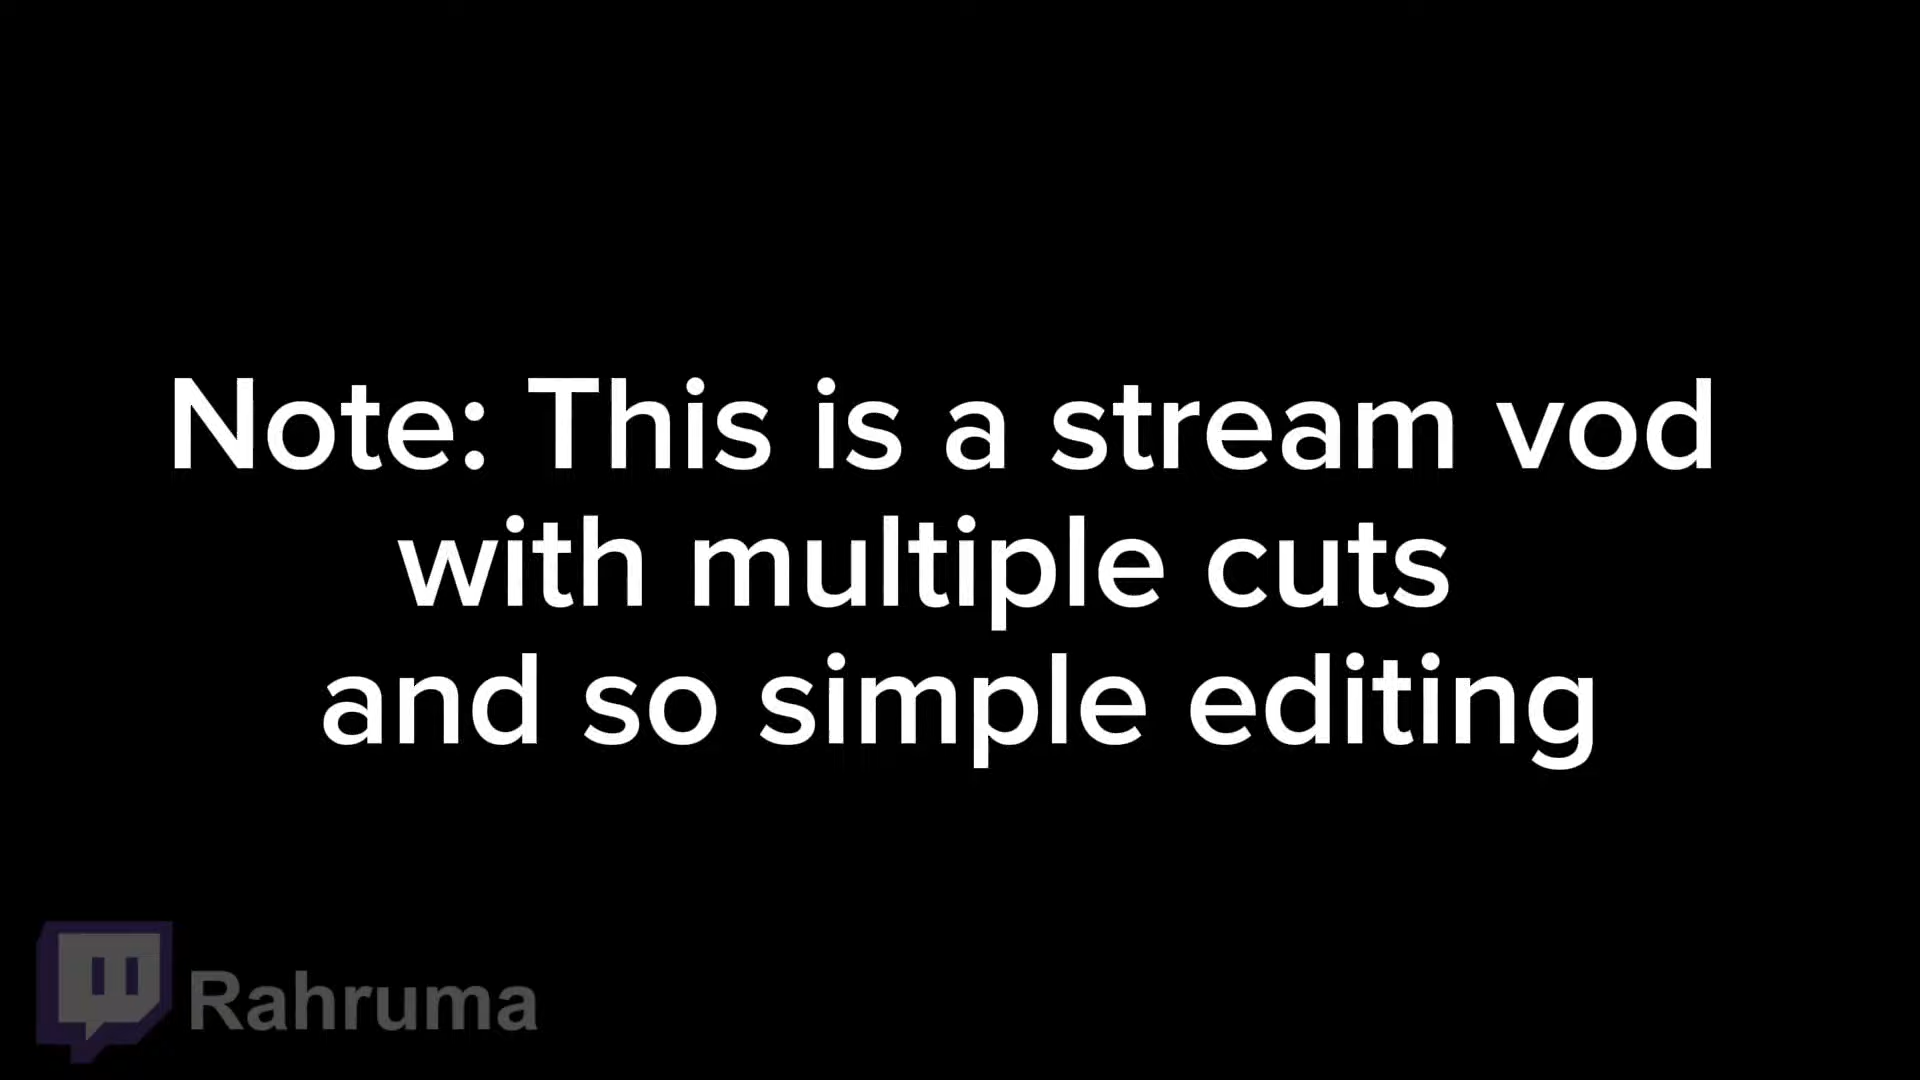 Note: This is a stream vod
with multiple cuts
and so simple editing
Rahruma